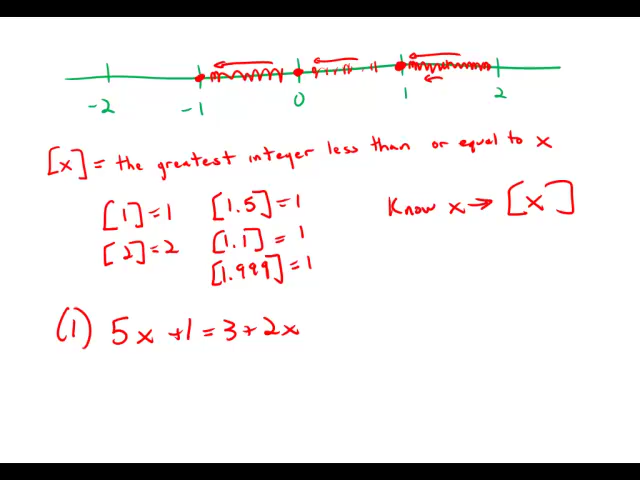 -2 -1 0 1 2
[x] = the greatest integer less than or equal to x
[1] = 1 [1.5] = 1 Know x → [x]
[2] = 2 [1.1] = 1
[1.999] = 1
(1) 5x + 1 = 3 + 2x